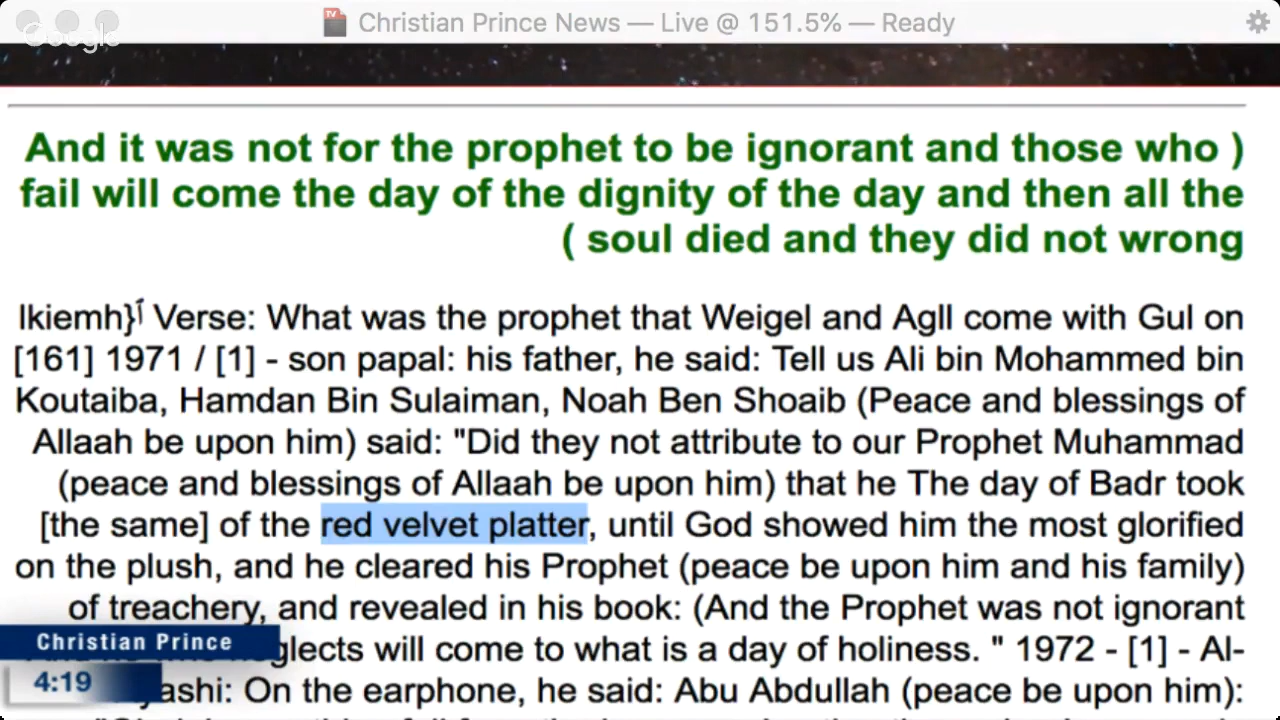 Christian Prince News — Live @ 151.5% — Ready
Google
And it was not for the prophet to be ignorant and those who )
fail will come the day of the dignity of the day and then all the
( soul died and they did not wrong
lkiemh}آ Verse: What was the prophet that Weigel and Agll come with Gul on
[161] 1971 / [1] - son papal: his father, he said: Tell us Ali bin Mohammed bin
Koutaiba, Hamdan Bin Sulaiman, Noah Ben Shoaib (Peace and blessings of
Allaah be upon him) said: "Did they not attribute to our Prophet Muhammad
(peace and blessings of Allaah be upon him) that he The day of Badr took
[the same] of the red velvet platter, until God showed him the most glorified
on the plush, and he cleared his Prophet (peace be upon him and his family)
of treachery, and revealed in his book: (And the Prophet was not ignorant
glects will come to what is a day of holiness. " 1972 - [1] - Al-
ashi: On the earphone, he said: Abu Abdullah (peace be upon him):
Christian Prince
4:19